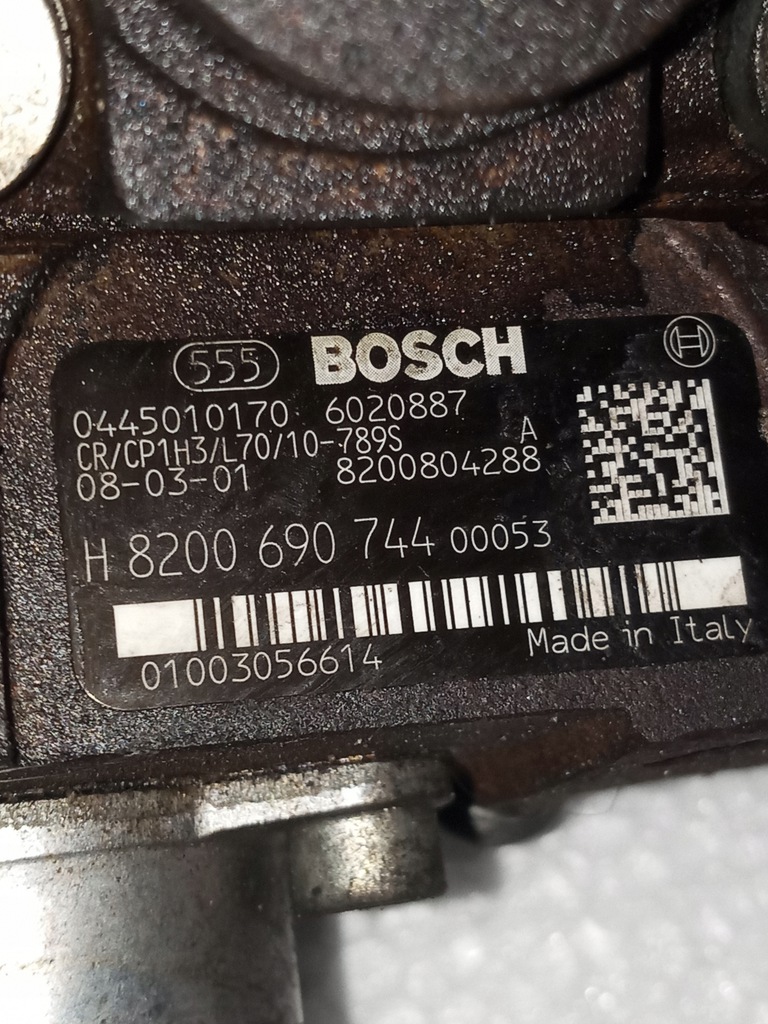 555 BOSCH
0445010170 6020887
CR/CP1H3/L70/10-789S A
08-03-01 8200804288
H 8200 690 744 00053
01003056614
Made in Italy